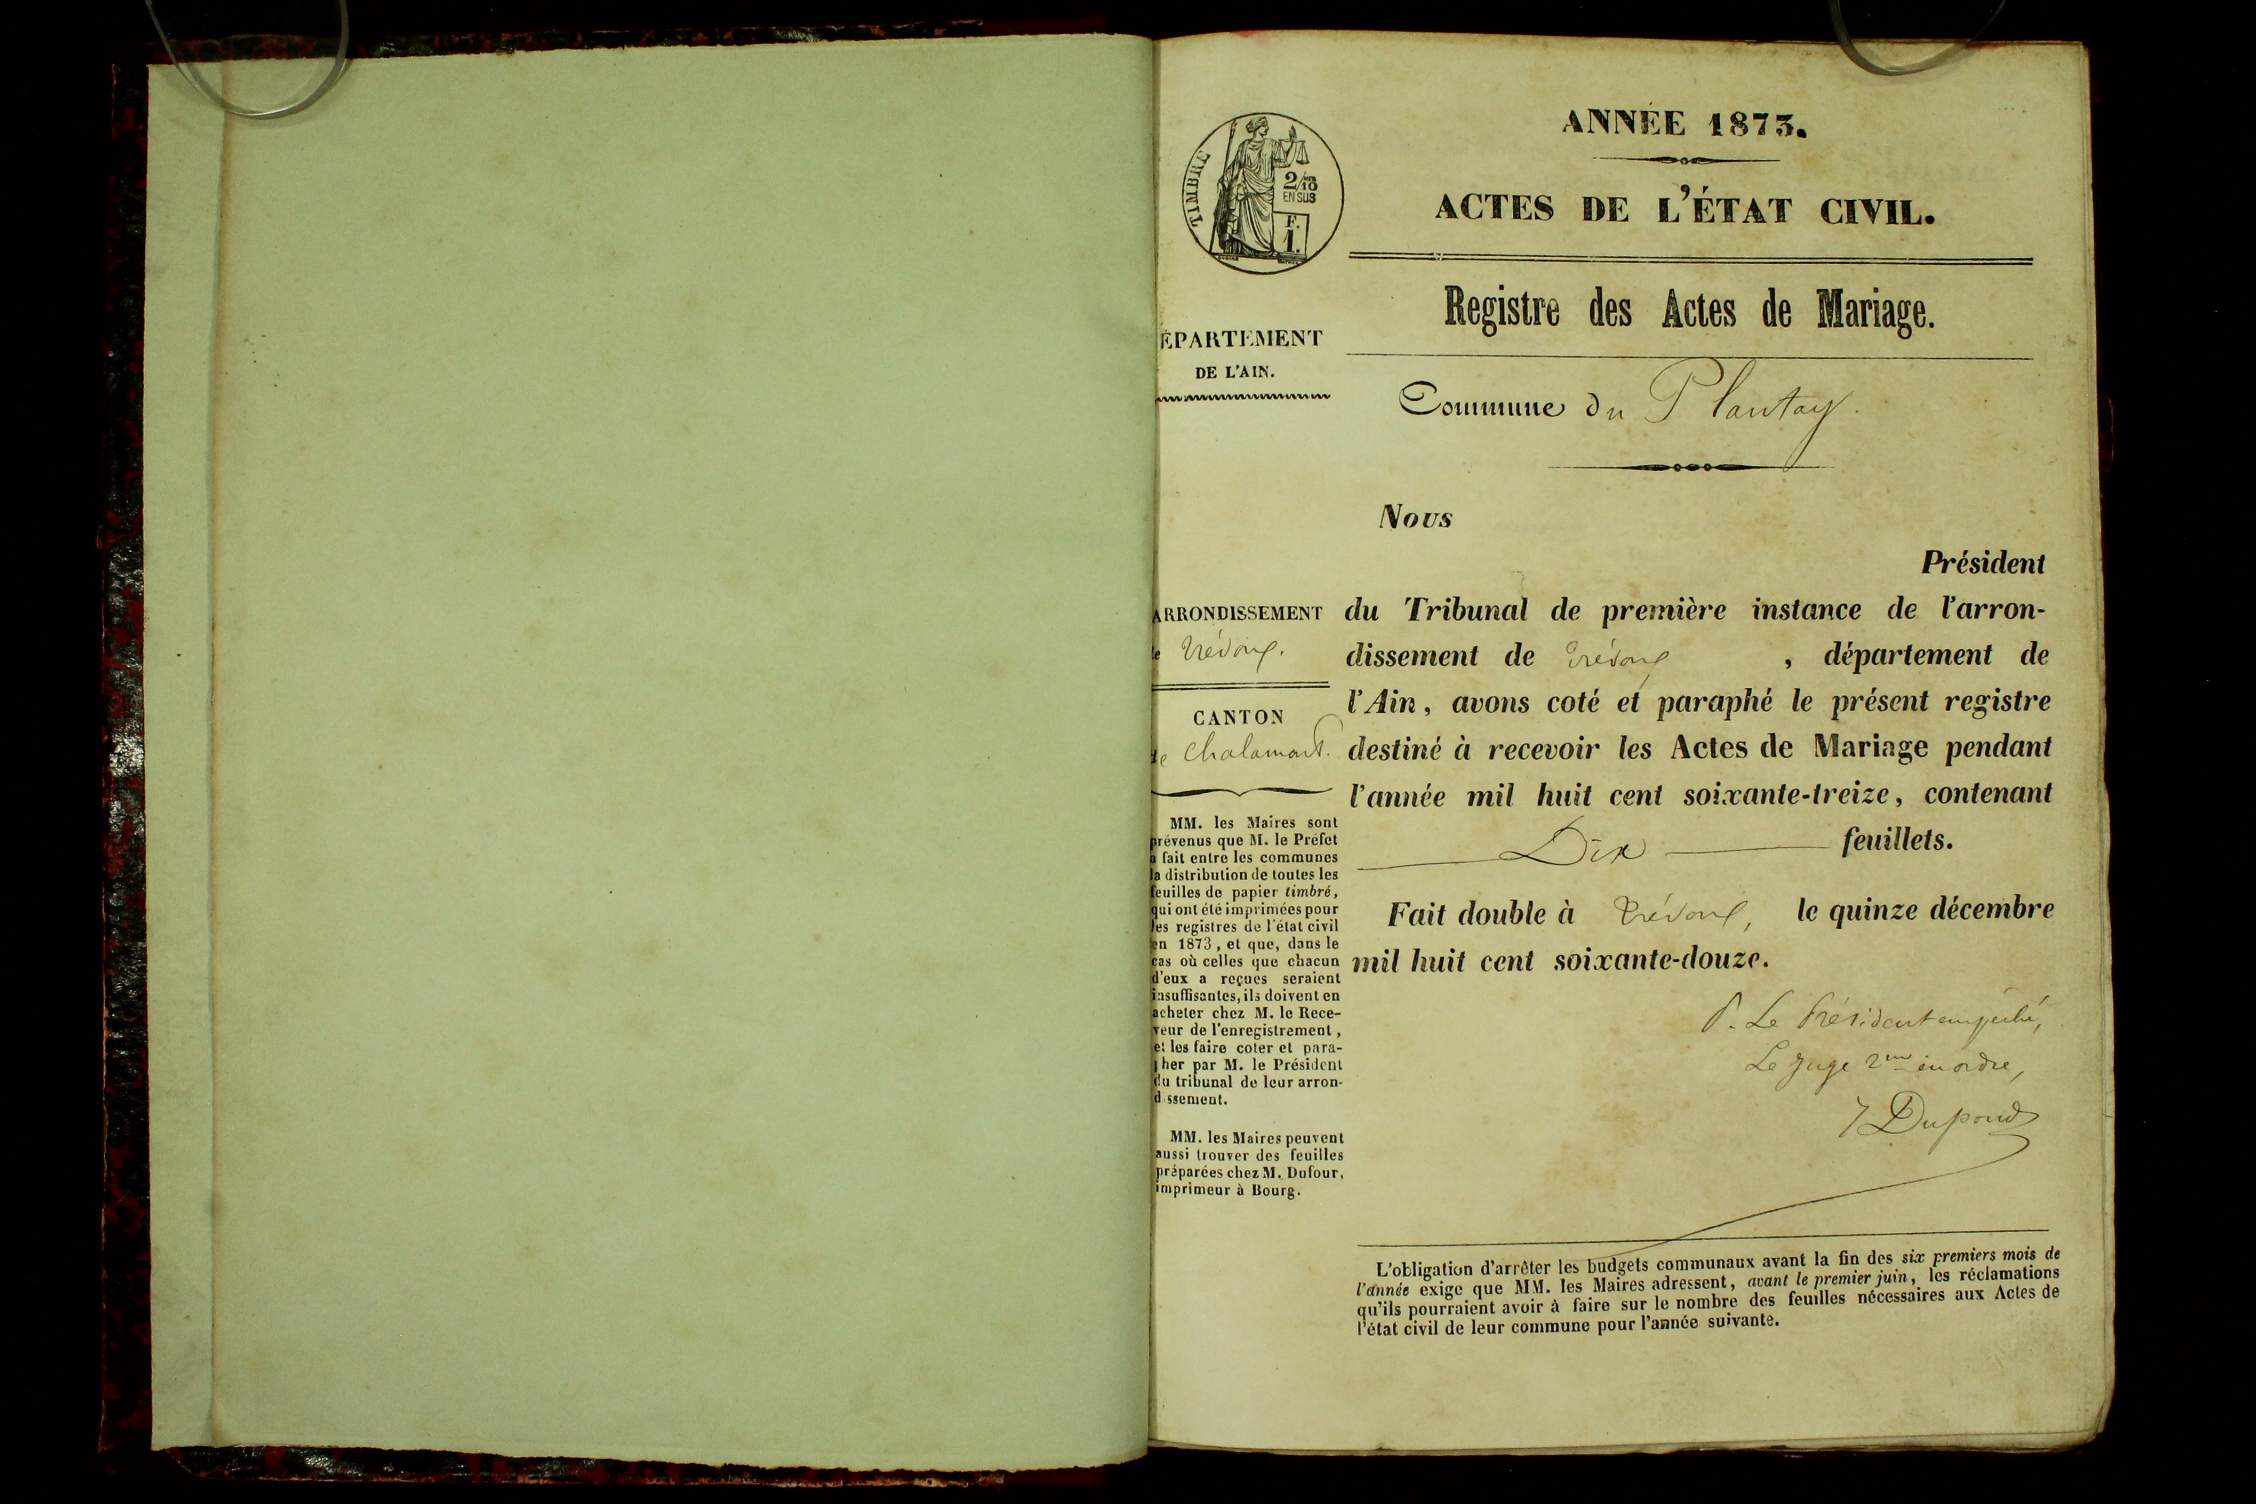 ANNÉE 1873.
ACTES DE L'ÉTAT CIVIL.
Registre des Actes de Mariage.
Commune du Plantay.
TIMBRE
2/10
EN SUS
F.
1.
ÉPARTEMENT
DE L'AIN.
ARRONDISSEMENT
de Trévoux.
CANTON
de Chalamont.
MM. les Maires sont
prévenus que M. le Préfet
a fait entre les communes
la distribution de toutes les
feuilles de papier timbré,
qui ont été imprimées pour
les registres de l'état civil
en 1873, et que, dans le
cas où celles que chacun
d'eux a reçues seraient
insuffisantes, ils doivent en
acheter chez M. le Rece-
veur de l'enregistrement,
et les faire coter et para-
pher par M. le Président
du tribunal de leur arron-
dissement.
MM. les Maires peuvent
aussi trouver des feuilles
préparées chez M. Dufour,
imprimeur à Bourg.
Nous
Président
du Tribunal de première instance de l'arron-
dissement de Trévoux, département de
l'Ain, avons coté et paraphé le présent registre
destiné à recevoir les Actes de Mariage pendant
l'année mil huit cent soixante-treize, contenant
Dix feuillets.
Fait double à Trévoux, le quinze décembre
mil huit cent soixante-douze.
P. Le Président empêché,
Le Juge 2me en ordre,
Dupond
L'obligation d'arrêter les budgets communaux avant la fin des six premiers mois de
l'année exige que MM. les Maires adressent, avant le premier juin, les réclamations
qu'ils pourraient avoir à faire sur le nombre des feuilles nécessaires aux Actes de
l'état civil de leur commune pour l'année suivante.